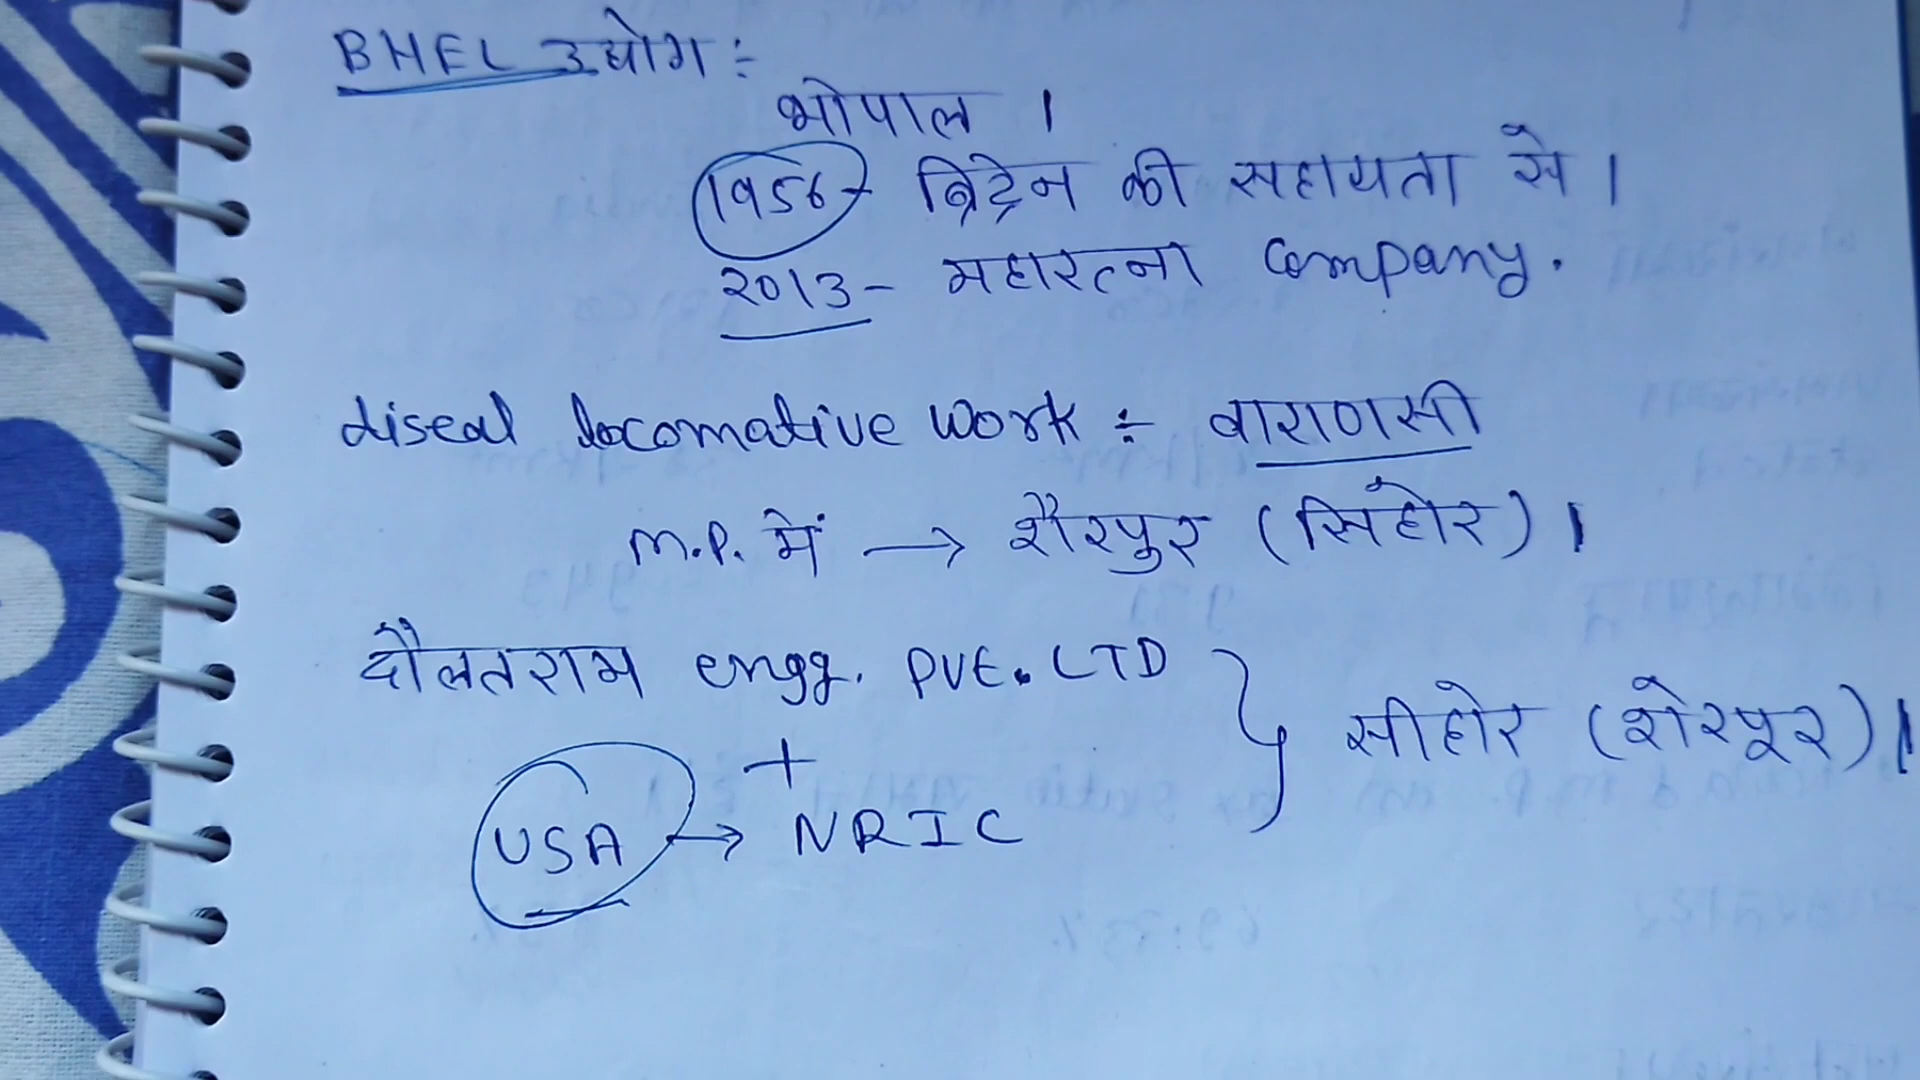 BHEL उद्योग :-
भोपाल ।
1956 - ब्रिट्रेन की सहायता से ।
2013 - महारत्ना Company.
diseal locomative work :- वाराणसी
M.P. में → शैरपुर (सिहोर) ।
दौलतराम engg. PVt. LTD
+
USA → NRIC
सीहोर (शेरपूर) ।